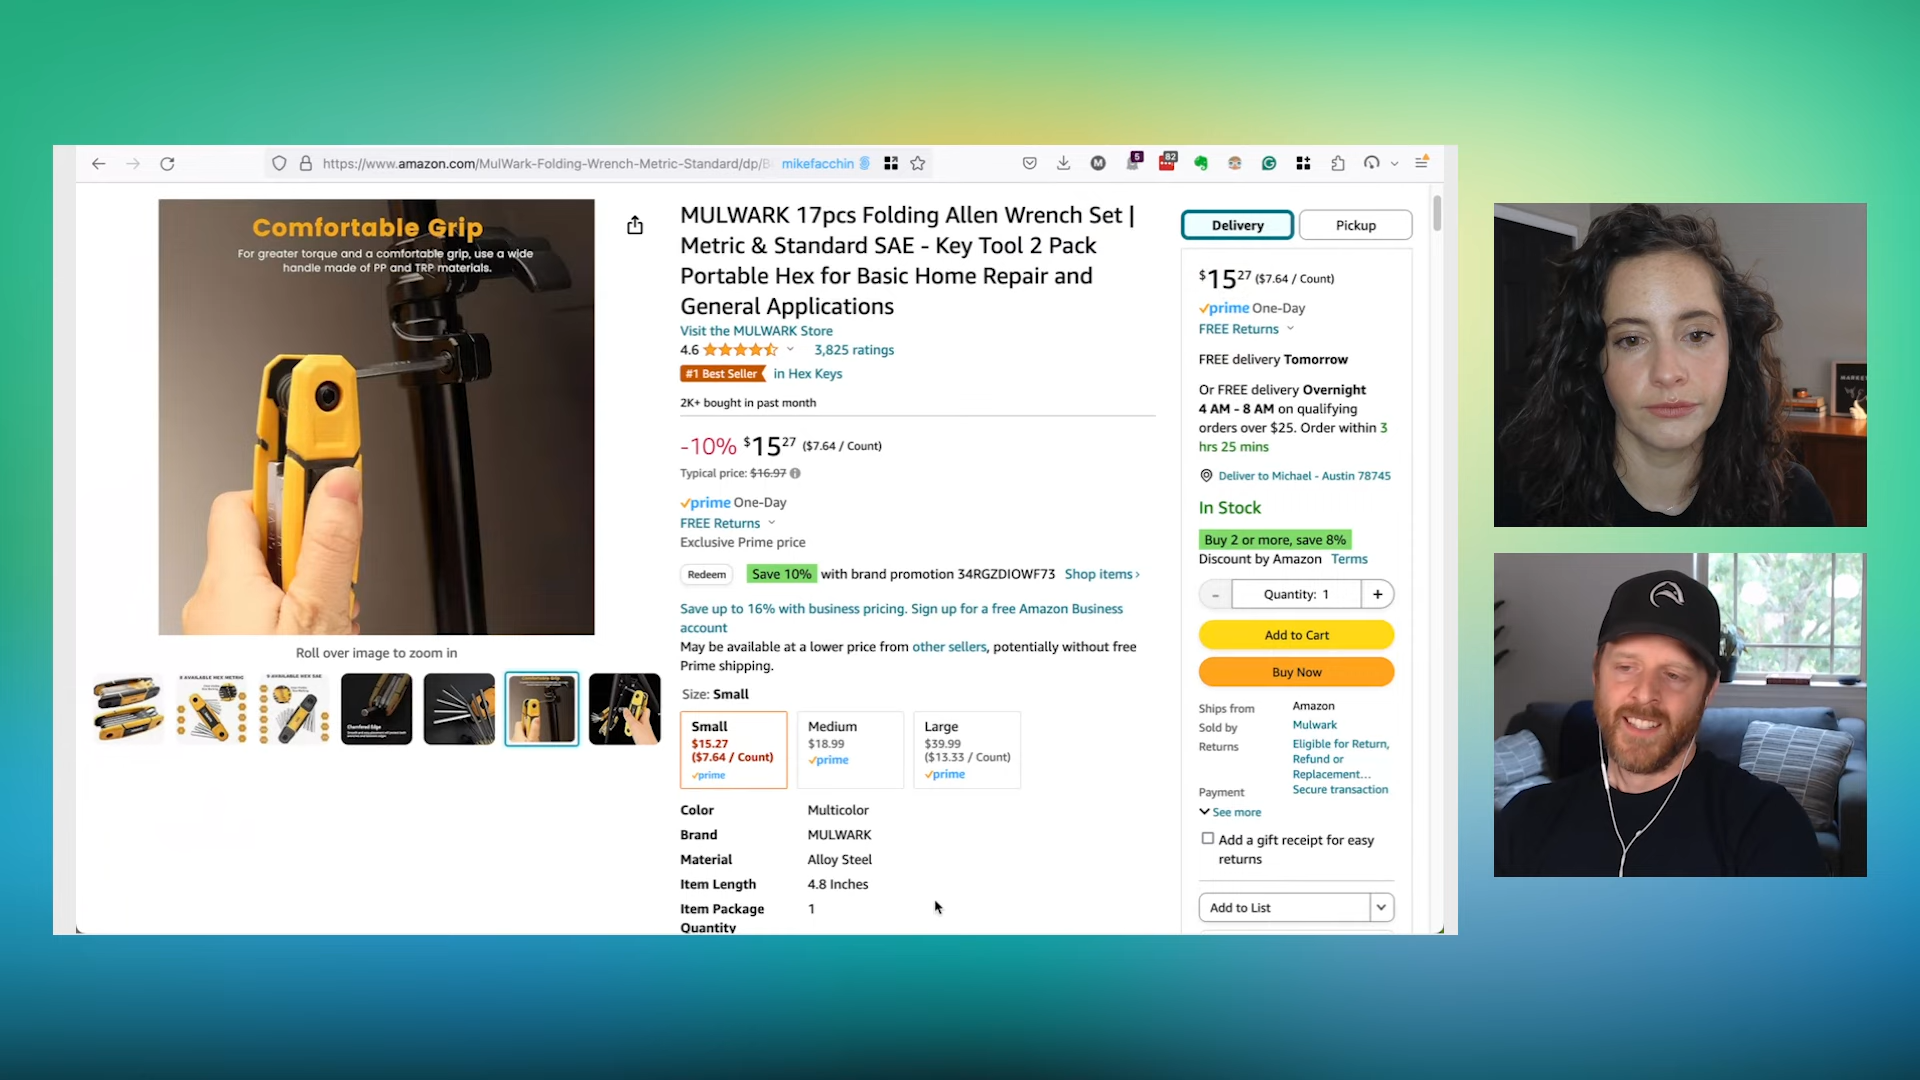 https://www.amazon.com/MulWark-Folding-Wrench-Metric-Standard/dp/B
mikefacchin
5
82
Comfortable Grip
For greater torque and a comfortable grip, use a wide
handle made of PP and TRP materials.
Roll over image to zoom in
9 AVAILABLE HEX SAE
Chamfered Edge
MULWARK 17pcs Folding Allen Wrench Set |
Metric & Standard SAE - Key Tool 2 Pack
Portable Hex for Basic Home Repair and
General Applications
Visit the MULWARK Store
4.6
3,825 ratings
#1 Best Seller in Hex Keys
2K+ bought in past month
-10% $15 27 ($7.64 / Count)
Typical price: $16.97
prime One-Day
FREE Returns
Exclusive Prime price
Redeem Save 10% with brand promotion 34RGZDIOWF73 Shop items ›
Save up to 16% with business pricing. Sign up for a free Amazon Business
account
May be available at a lower price from other sellers, potentially without free
Prime shipping.
Size: Small
Small
$15.27
($7.64 / Count)
prime
Medium
$18.99
prime
Large
$39.99
($13.33 / Count)
prime
Color Multicolor
Brand MULWARK
Material Alloy Steel
Item Length 4.8 Inches
Item Package 1
Quantity
Delivery
Pickup
$15 27 ($7.64 / Count)
prime One-Day
FREE Returns
FREE delivery Tomorrow
Or FREE delivery Overnight
4 AM - 8 AM on qualifying
orders over $25. Order within 3
hrs 25 mins
Deliver to Michael - Austin 78745
In Stock
Buy 2 or more, save 8%
Discount by Amazon Terms
- Quantity: 1 +
Add to Cart
Buy Now
Ships from Amazon
Sold by Mulwark
Returns Eligible for Return,
Refund or
Replacement...
Payment Secure transaction
See more
Add a gift receipt for easy
returns
Add to List